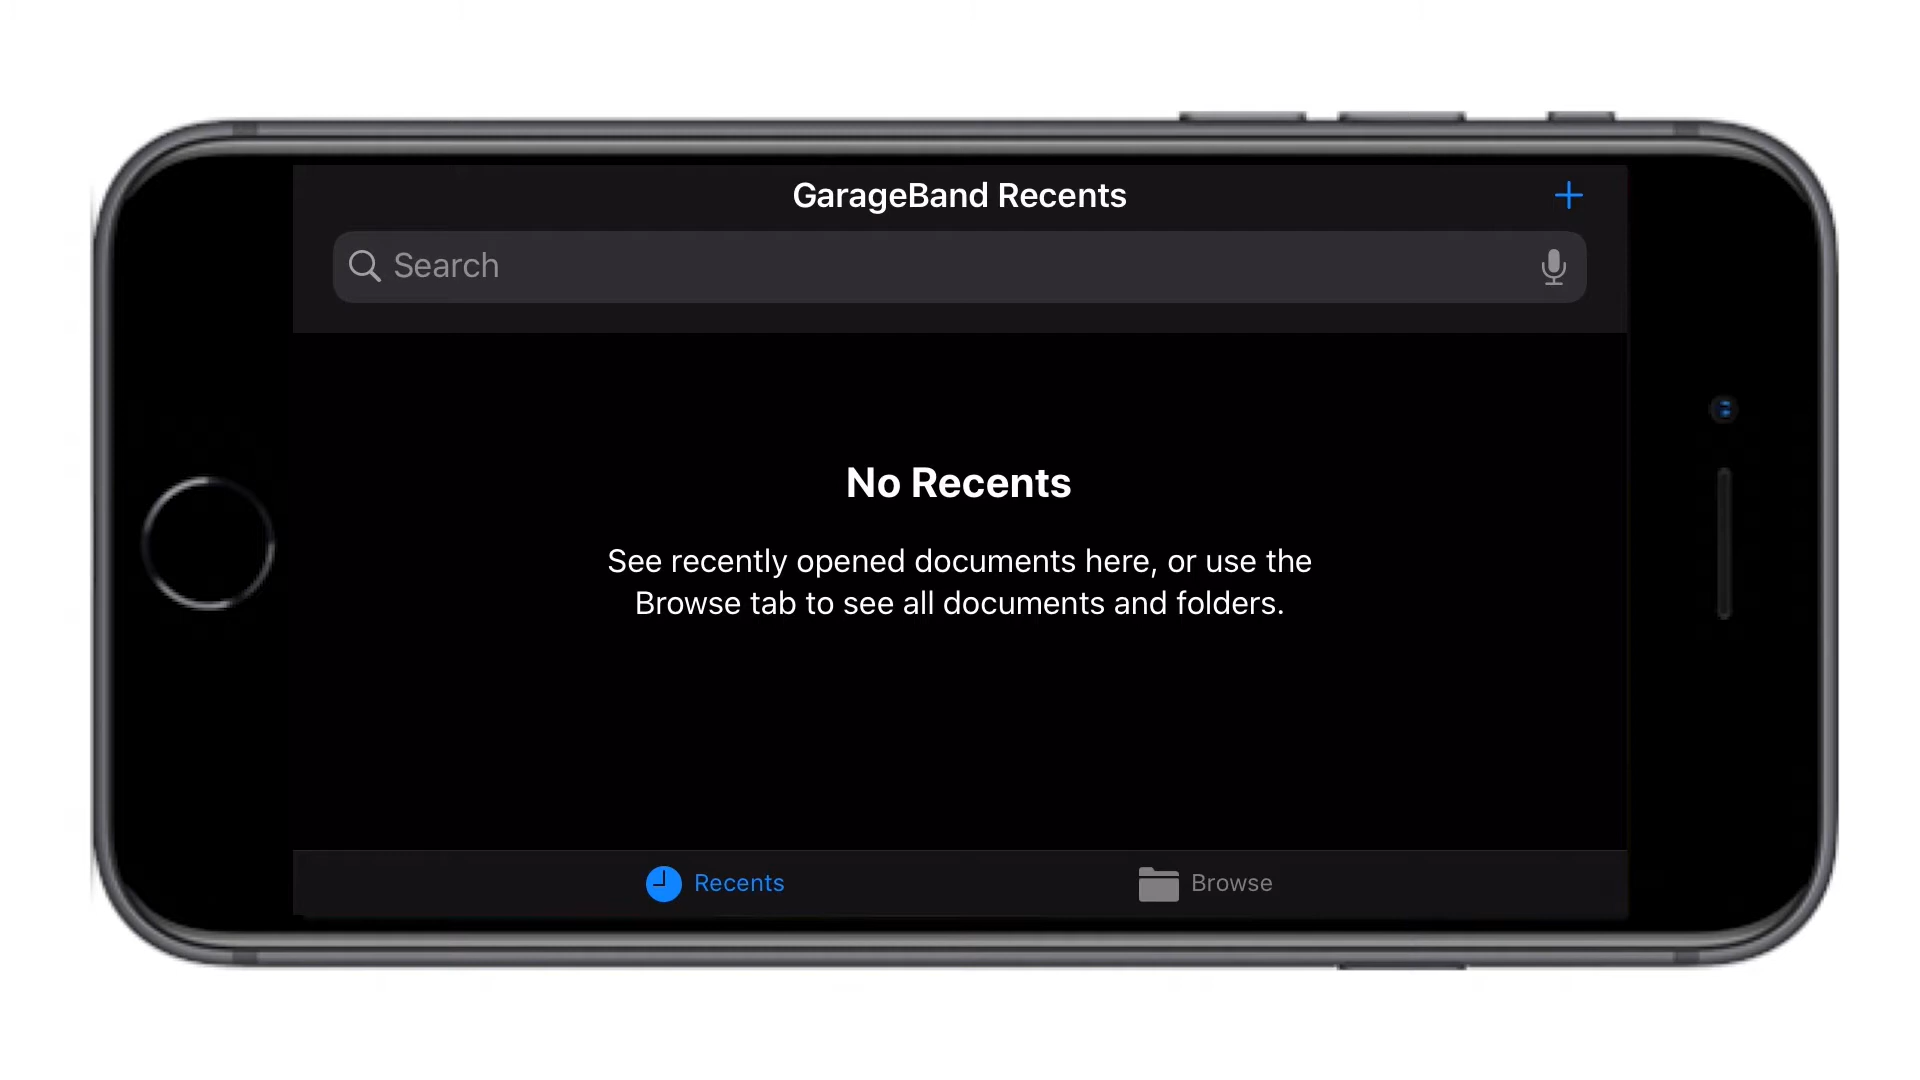 GarageBand Recents
Search
No Recents
See recently opened documents here, or use the
Browse tab to see all documents and folders.
Recents
Browse